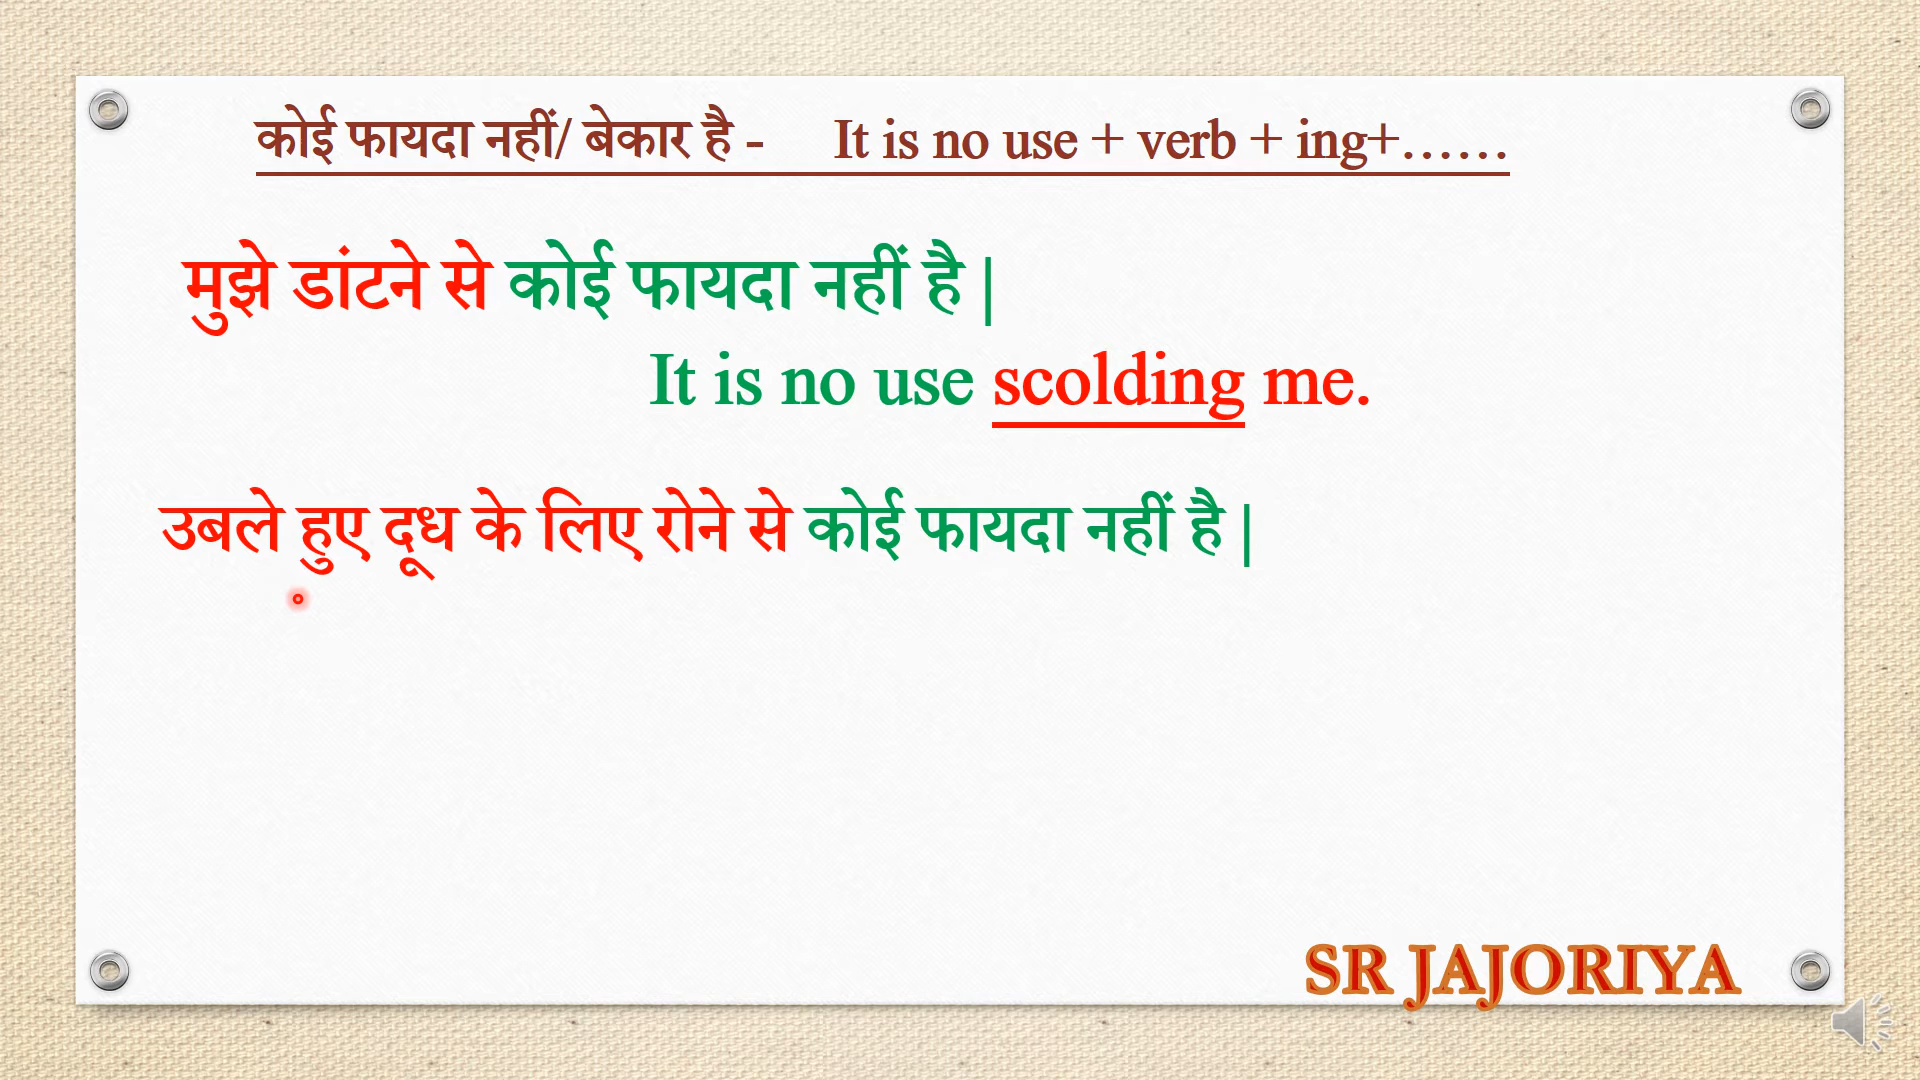 कोई फायदा नहीं/ बेकार है - It is no use + verb + ing+......
मुझे डांटने से कोई फायदा नहीं है |
It is no use scolding me.
उबले हुए दूध के लिए रोने से कोई फायदा नहीं है |
SR JAJORIYA